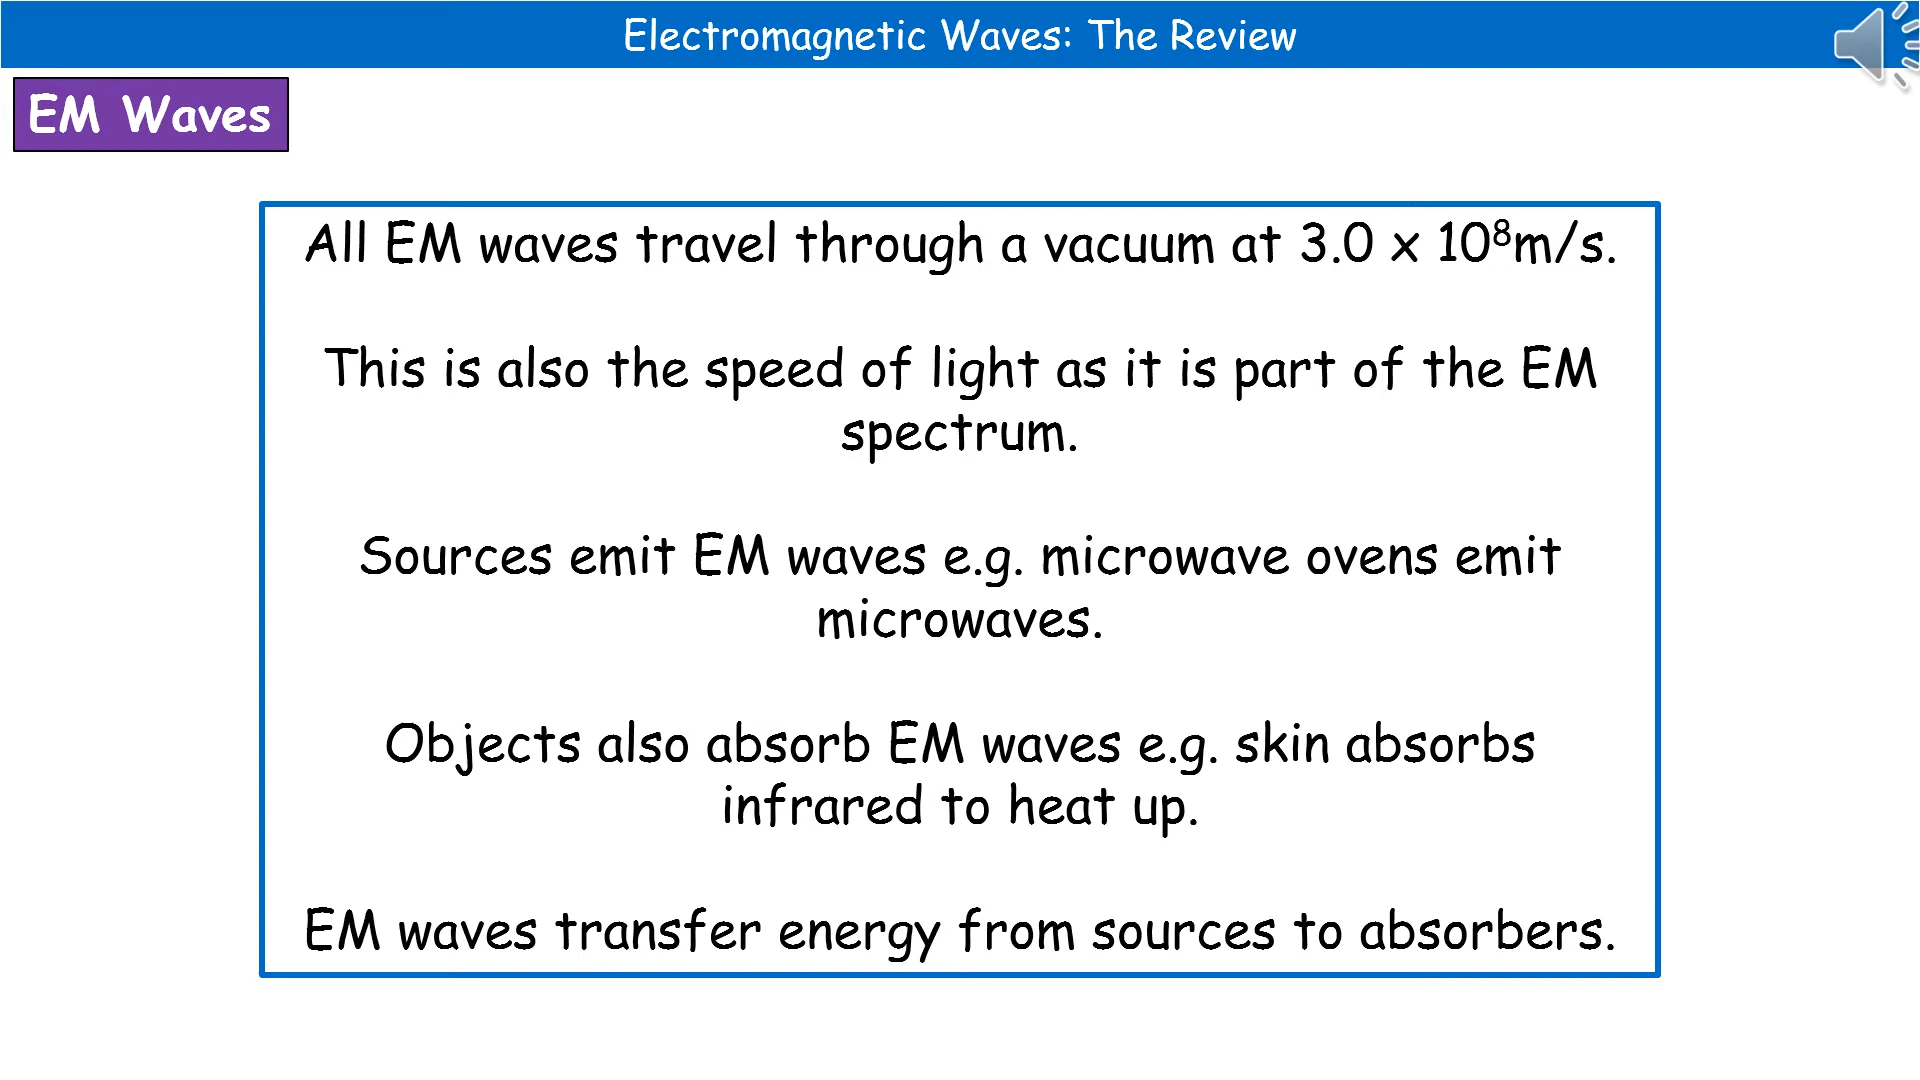 Electromagnetic Waves: The Review
EM Waves
All EM waves travel through a vacuum at 3.0 x 10⁸m/s.
This is also the speed of light as it is part of the EM
spectrum.
Sources emit EM waves e.g. microwave ovens emit
microwaves.
Objects also absorb EM waves e.g. skin absorbs
infrared to heat up.
EM waves transfer energy from sources to absorbers.